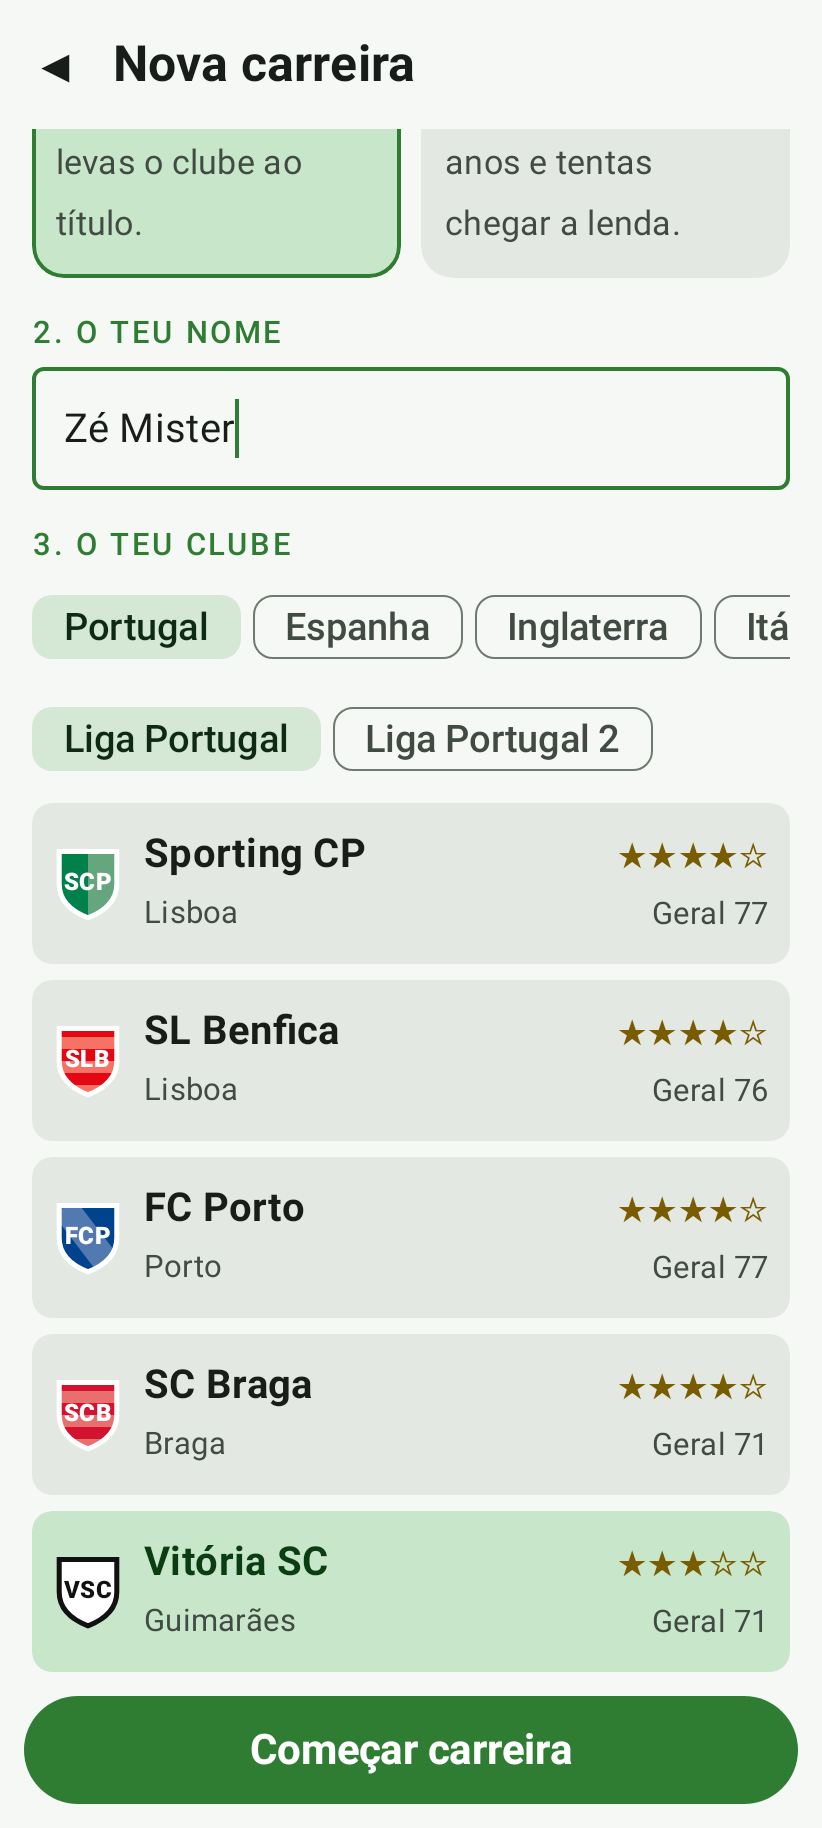 ◀ Nova carreira
levas o clube ao
título.
anos e tentas
chegar a lenda.
2. O TEU NOME
Zé Mister
3. O TEU CLUBE
Portugal Espanha Inglaterra Itá
Liga Portugal Liga Portugal 2
SCP Sporting CP ★★★★☆
Lisboa Geral 77
SLB SL Benfica ★★★★☆
Lisboa Geral 76
FCP FC Porto ★★★★☆
Porto Geral 77
SCB SC Braga ★★★★☆
Braga Geral 71
VSC Vitória SC ★★★☆☆
Guimarães Geral 71
Começar carreira